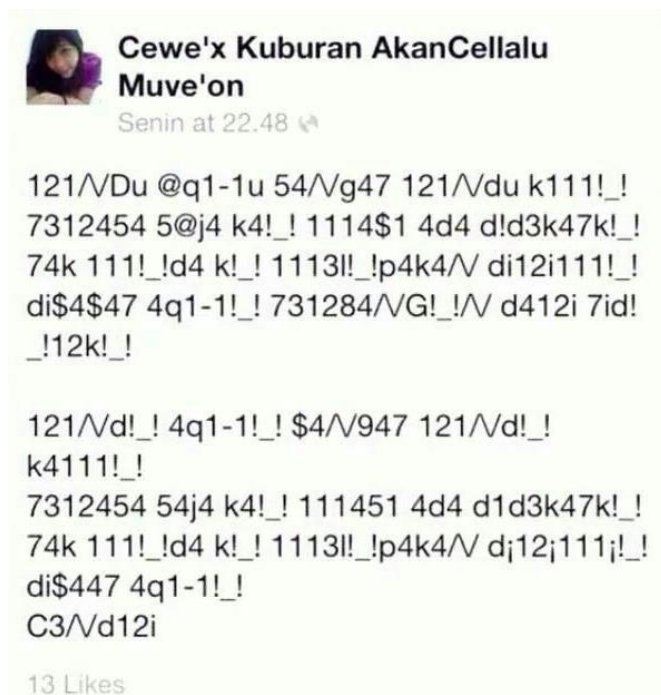 Cewe'x Kuburan AkanCellalu
Muve'on
Senin at 22.48
121/\/Du @q1-1u 54/\/g47 121/\/du k111!_!
7312454 5@j4 k4!_! 1114$1 4d4 d!d3k47k!_!
74k 111!_!d4 k!_! 1113l!_!p4k4/\/ di12i111!_!
di$4$47 4q1-1!_! 731284/\/G!_!/\/ d412i 7id!
_!12k!_!
121/\/d!_! 4q1-1!_! $4/\/947 121/\/d!_!
k4111!_!
7312454 54j4 k4!_! 111451 4d4 d1d3k47k!_!
74k 111!_!d4 k!_! 1113l!_!p4k4/\/ d¡12¡111¡!_!
di$447 4q1-1!_!
C3/\/d12i
13 Likes